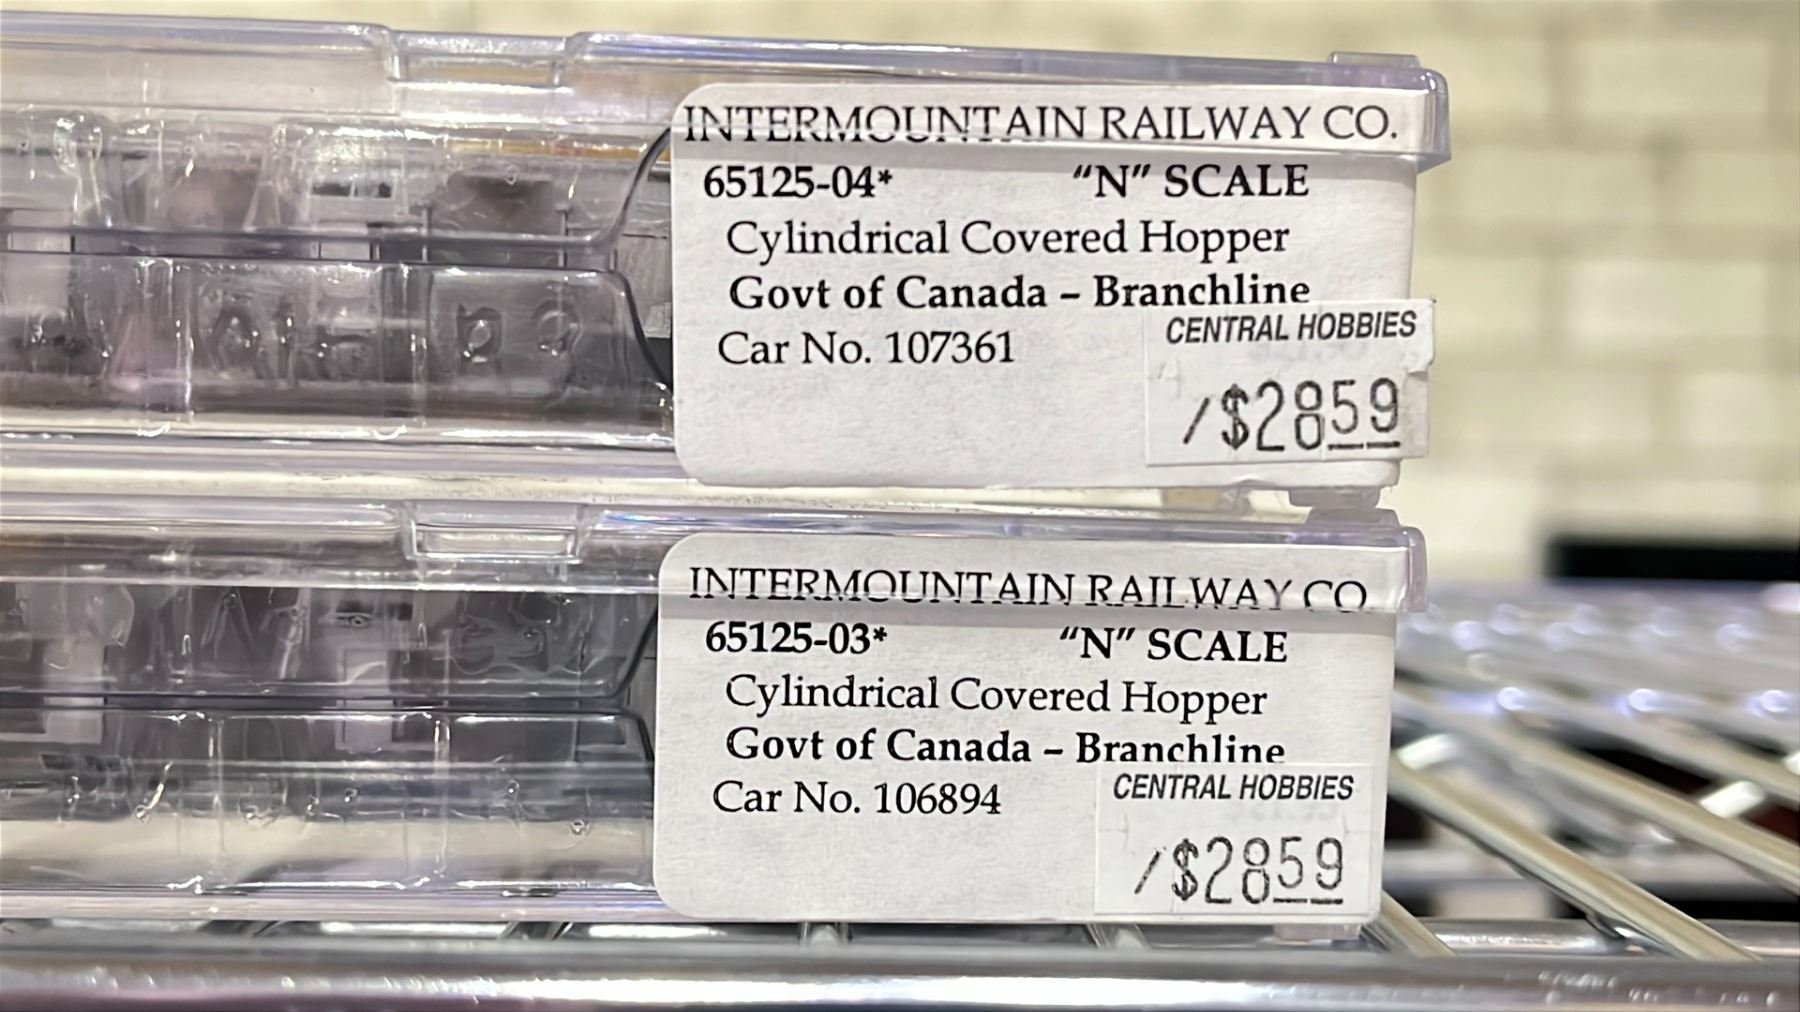 INTERMOUNTAIN RAILWAY CO.
65125-04* "N" SCALE
Cylindrical Covered Hopper
Govt of Canada – Branchline
Car No. 107361
CENTRAL HOBBIES
/$2859
INTERMOUNTAIN RAILWAY CO.
65125-03* "N" SCALE
Cylindrical Covered Hopper
Govt of Canada – Branchline
Car No. 106894
CENTRAL HOBBIES
/$2859